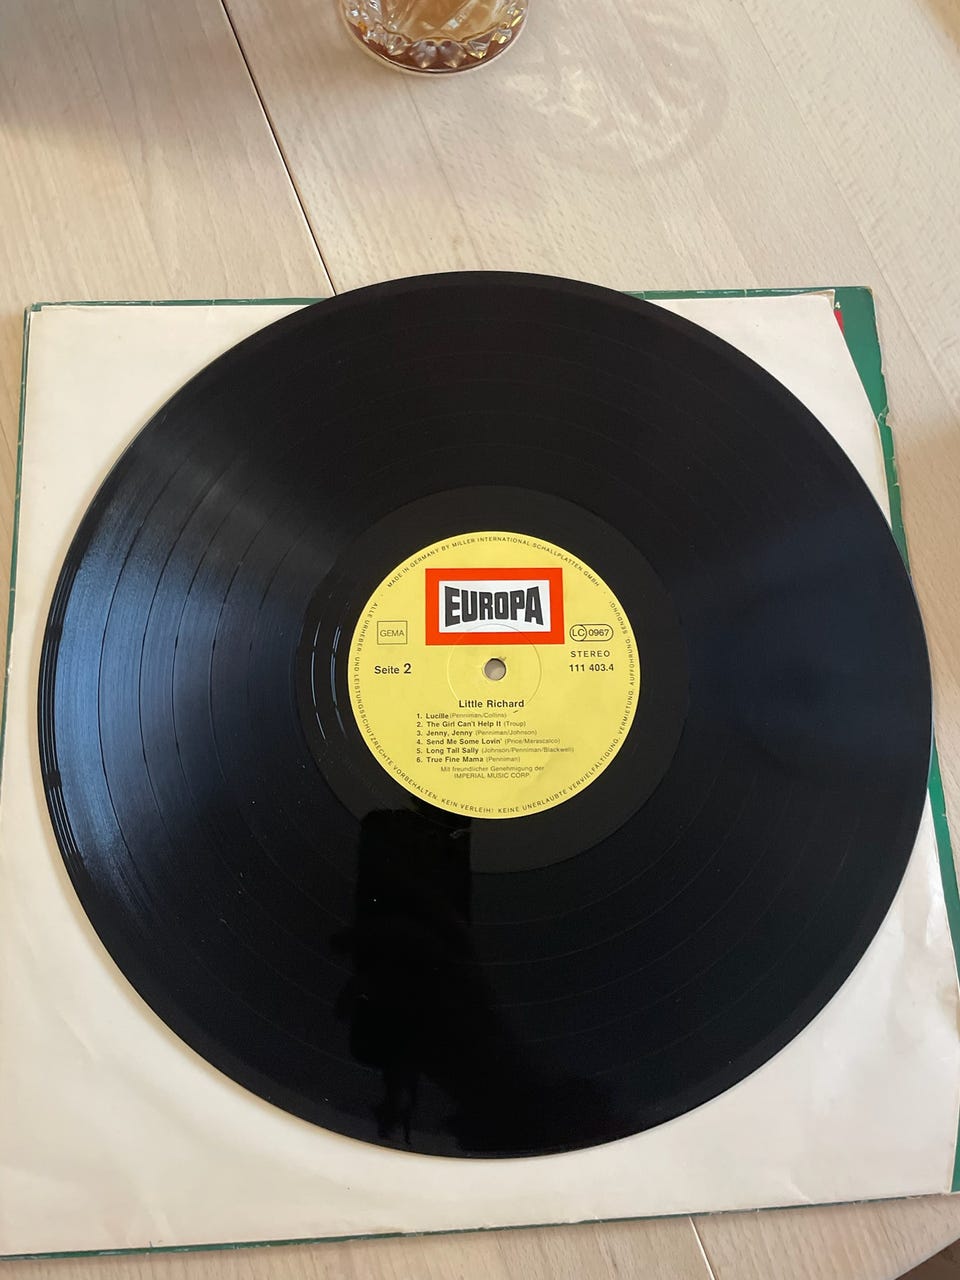 MADE IN GERMANY BY MILLER INTERNATIONAL-SCHALLPLATTEN GMBH
EUROPA
GEMA
LC 0967
STEREO
Seite 2
111 403.4
Little Richard
1. Lucille (Penniman/Collins)
2. The Girl Can't Help It (Troup)
3. Jenny, Jenny (Penniman/Johnson)
4. Send Me Some Lovin' (Price/Marascalco)
5. Long Tall Sally (Johnson/Penniman/Blackwell)
6. True Fine Mama (Penniman)
Mit freundlicher Genehmigung der
IMPERIAL MUSIC CORP.
ALLE URHEBER- UND LEISTUNGSSCHUTZRECHTE VORBEHALTEN. KEIN VERLEIH! KEINE UNERLAUBTE VERVIELFÄLTIGUNG, VERMIETUNG, AUFFÜHRUNG, SENDUNG!
4